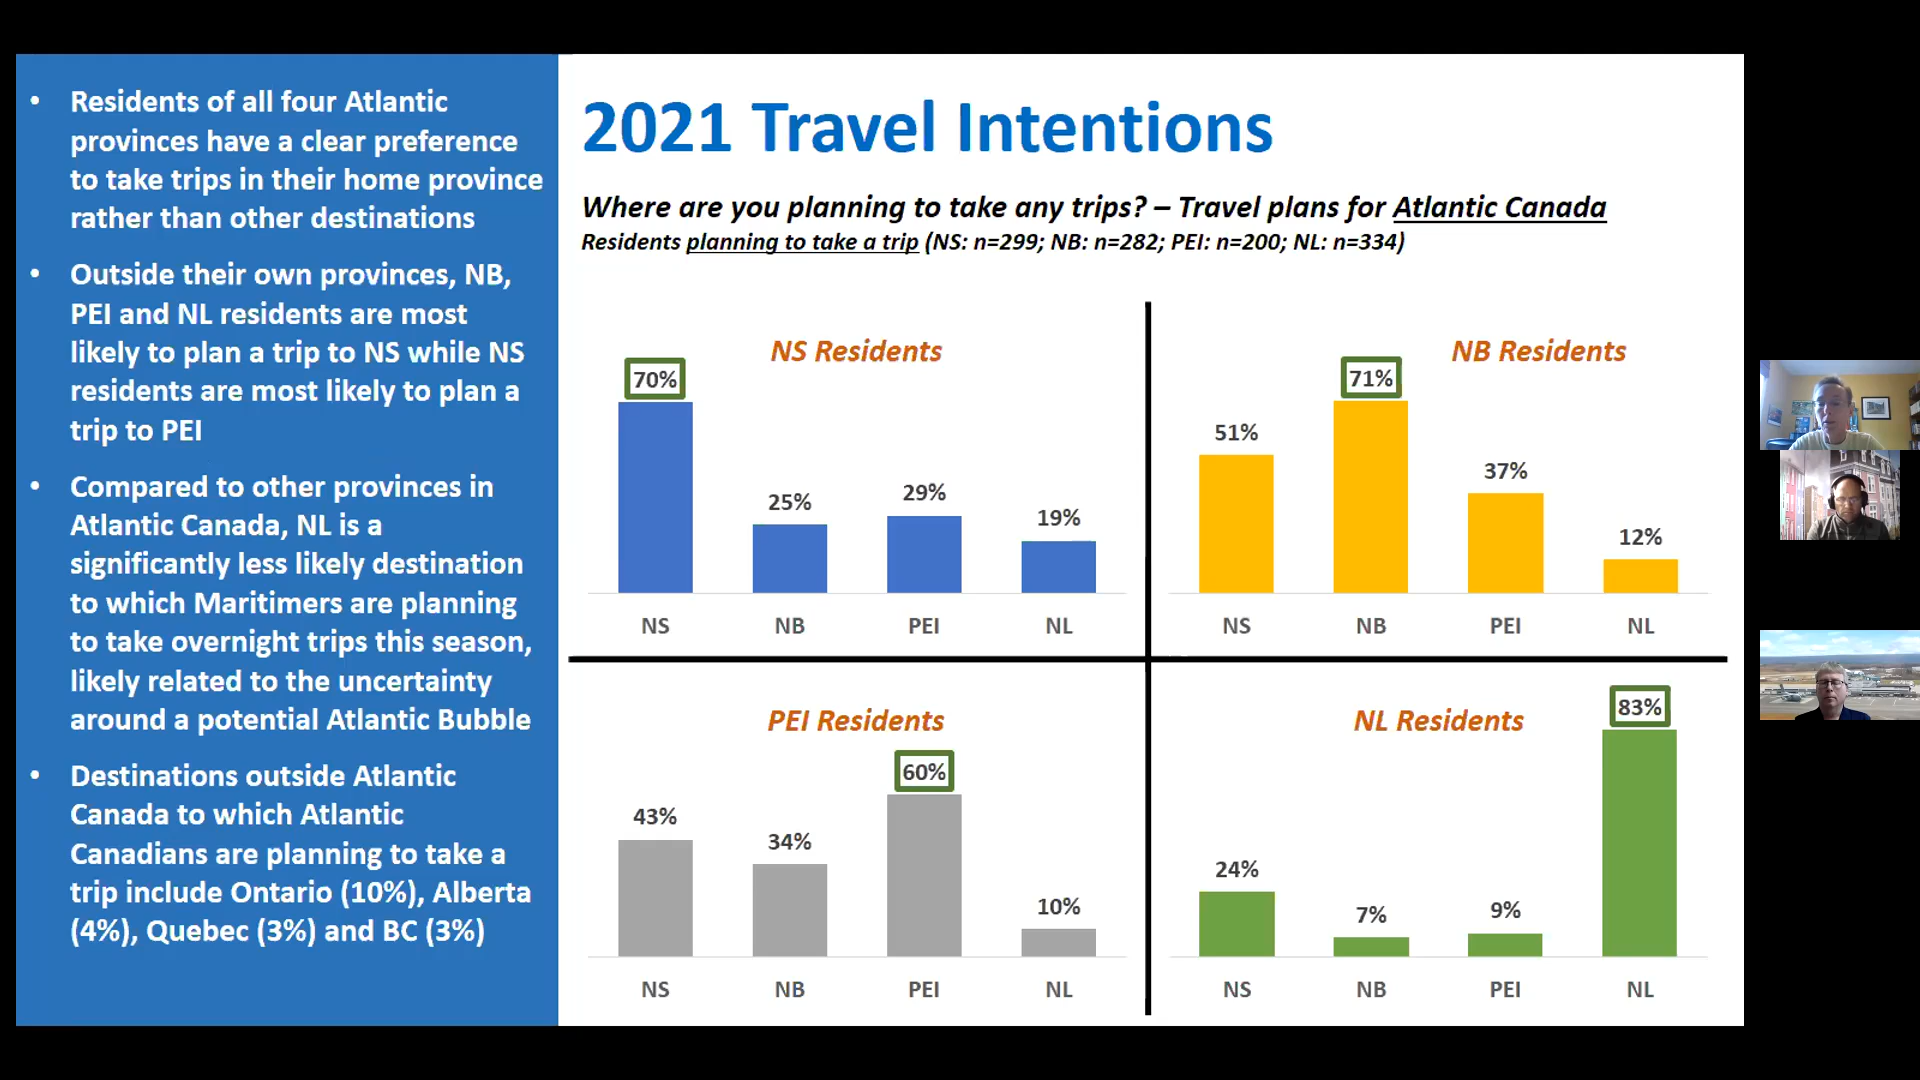 • Residents of all four Atlantic
provinces have a clear preference
to take trips in their home province
rather than other destinations
• Outside their own provinces, NB,
PEI and NL residents are most
likely to plan a trip to NS while NS
residents are most likely to plan a
trip to PEI
• Compared to other provinces in
Atlantic Canada, NL is a
significantly less likely destination
to which Maritimers are planning
to take overnight trips this season,
likely related to the uncertainty
around a potential Atlantic Bubble
• Destinations outside Atlantic
Canada to which Atlantic
Canadians are planning to take a
trip include Ontario (10%), Alberta
(4%), Quebec (3%) and BC (3%)
2021 Travel Intentions
Where are you planning to take any trips? – Travel plans for Atlantic Canada
Residents planning to take a trip (NS: n=299; NB: n=282; PEI: n=200; NL: n=334)
NS Residents
70%
25%
29%
19%
NS NB PEI NL
NB Residents
51%
71%
37%
12%
NS NB PEI NL
PEI Residents
43%
34%
60%
10%
NS NB PEI NL
NL Residents
24%
7%
9%
83%
NS NB PEI NL